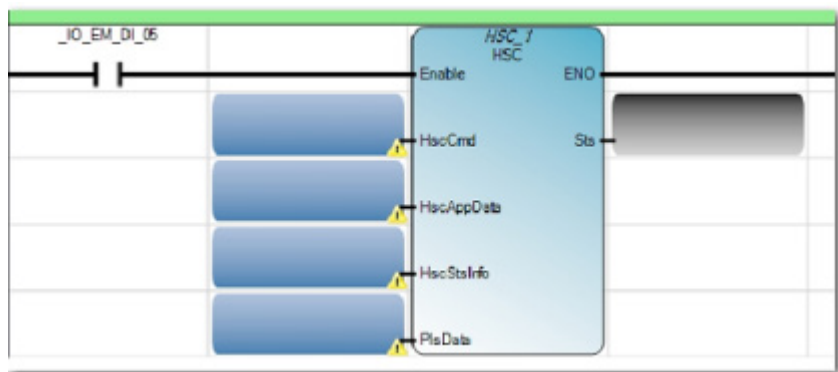 _IO_EM_DI_05
HSC_1
HSC
Enable ENO
HscCmd Sts
HscAppData
HscStsInfo
PlsData